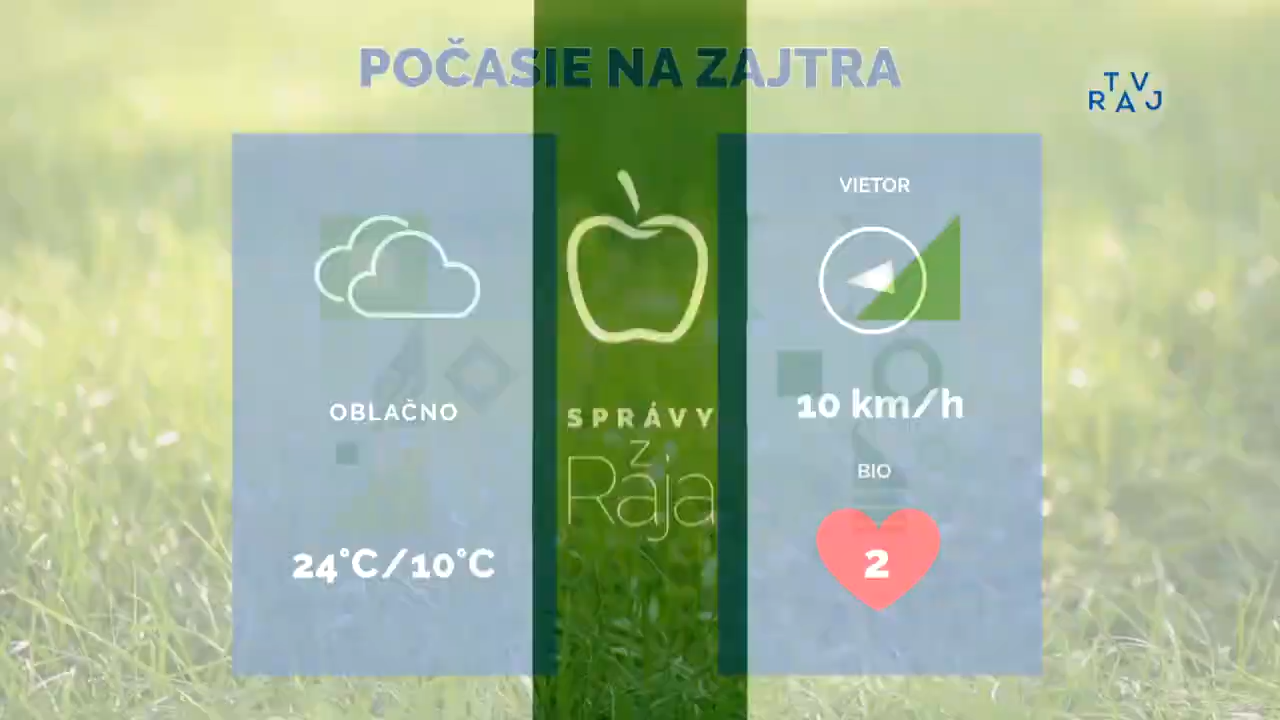 POČASIE NA ZAJTRA
TV
RAJ
OBLAČNO
24°C/10°C
SPRÁVY
z
Raja
VIETOR
10 km/h
BIO
2